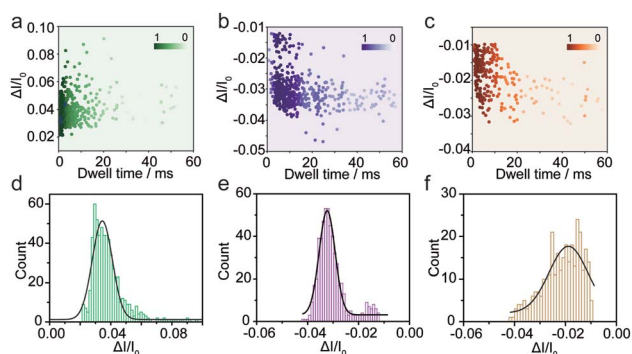 a
b
c
0.10
0.08
0.06
0.04
0.02
ΔI/I₀
1 0
0 20 40 60
Dwell time / ms
-0.01
-0.02
-0.03
-0.04
-0.05
ΔI/I₀
1 0
0 20 40 60
Dwell time / ms
-0.01
-0.02
-0.03
-0.04
ΔI/I₀
1 0
0 20 40 60
Dwell time / ms
d
e
f
60
40
20
0
Count
0.00 0.04 0.08
ΔI/I₀
60
40
20
0
Count
-0.06 -0.04 -0.02 0.00
ΔI/I₀
30
20
10
0
Count
-0.06 -0.04 -0.02 0.00
ΔI/I₀